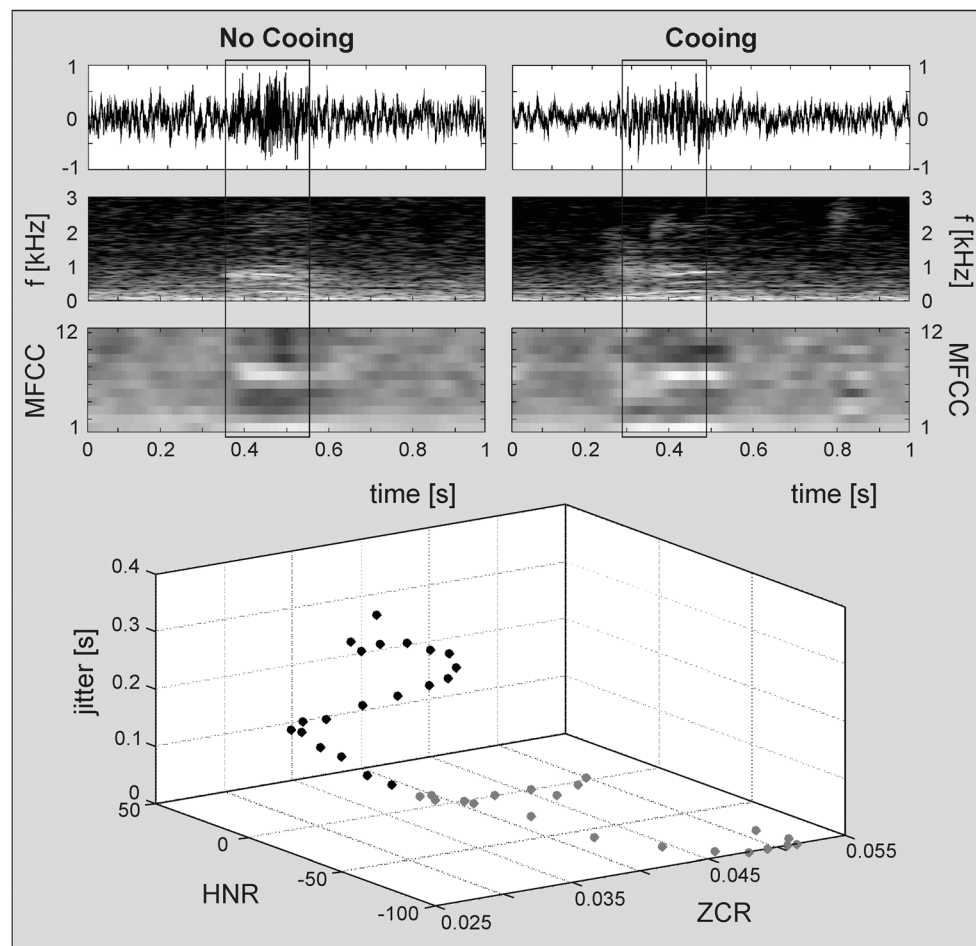 No Cooing Cooing
1 1
0 0
-1 -1
3 3
2 2
1 1
0 0
f [kHz] f [kHz]
12 12
1 1
MFCC MFCC
0 0.2 0.4 0.6 0.8 1 0 0.2 0.4 0.6 0.8 1
time [s] time [s]
0.4
0.3
0.2
0.1
0
jitter [s]
50
0
-50
-100
HNR
0.025
0.035
0.045
0.055
ZCR